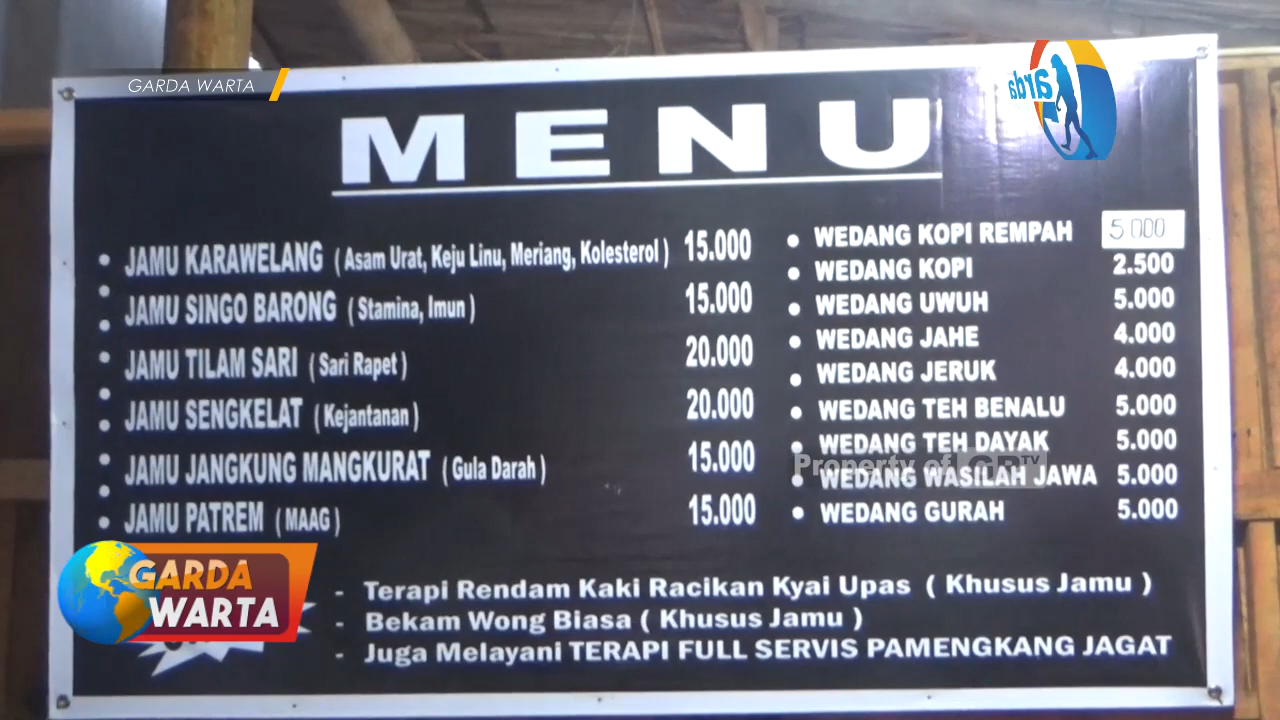 GARDA WARTA
arda
MENU
JAMU KARAWELANG ( Asam Urat, Keju Linu, Meriang, Kolesterol ) 15.000
JAMU SINGO BARONG ( Stamina, Imun ) 15.000
JAMU TILAM SARI ( Sari Rapet ) 20.000
JAMU SENGKELAT ( Kejantanan ) 20.000
JAMU JANGKUNG MANGKURAT ( Gula Darah ) 15.000
JAMU PATREM ( MAAG ) 15.000
WEDANG KOPI REMPAH 5.000
WEDANG KOPI 2.500
WEDANG UWUH 5.000
WEDANG JAHE 4.000
WEDANG JERUK 4.000
WEDANG TEH BENALU 5.000
WEDANG TEH DAYAK 5.000
Property of
WEDANG WASILAH JAWA 5.000
WEDANG GURAH 5.000
GARDA
WARTA
- Terapi Rendam Kaki Racikan Kyai Upas ( Khusus Jamu )
- Bekam Wong Biasa ( Khusus Jamu )
- Juga Melayani TERAPI FULL SERVIS PAMENGKANG JAGAT